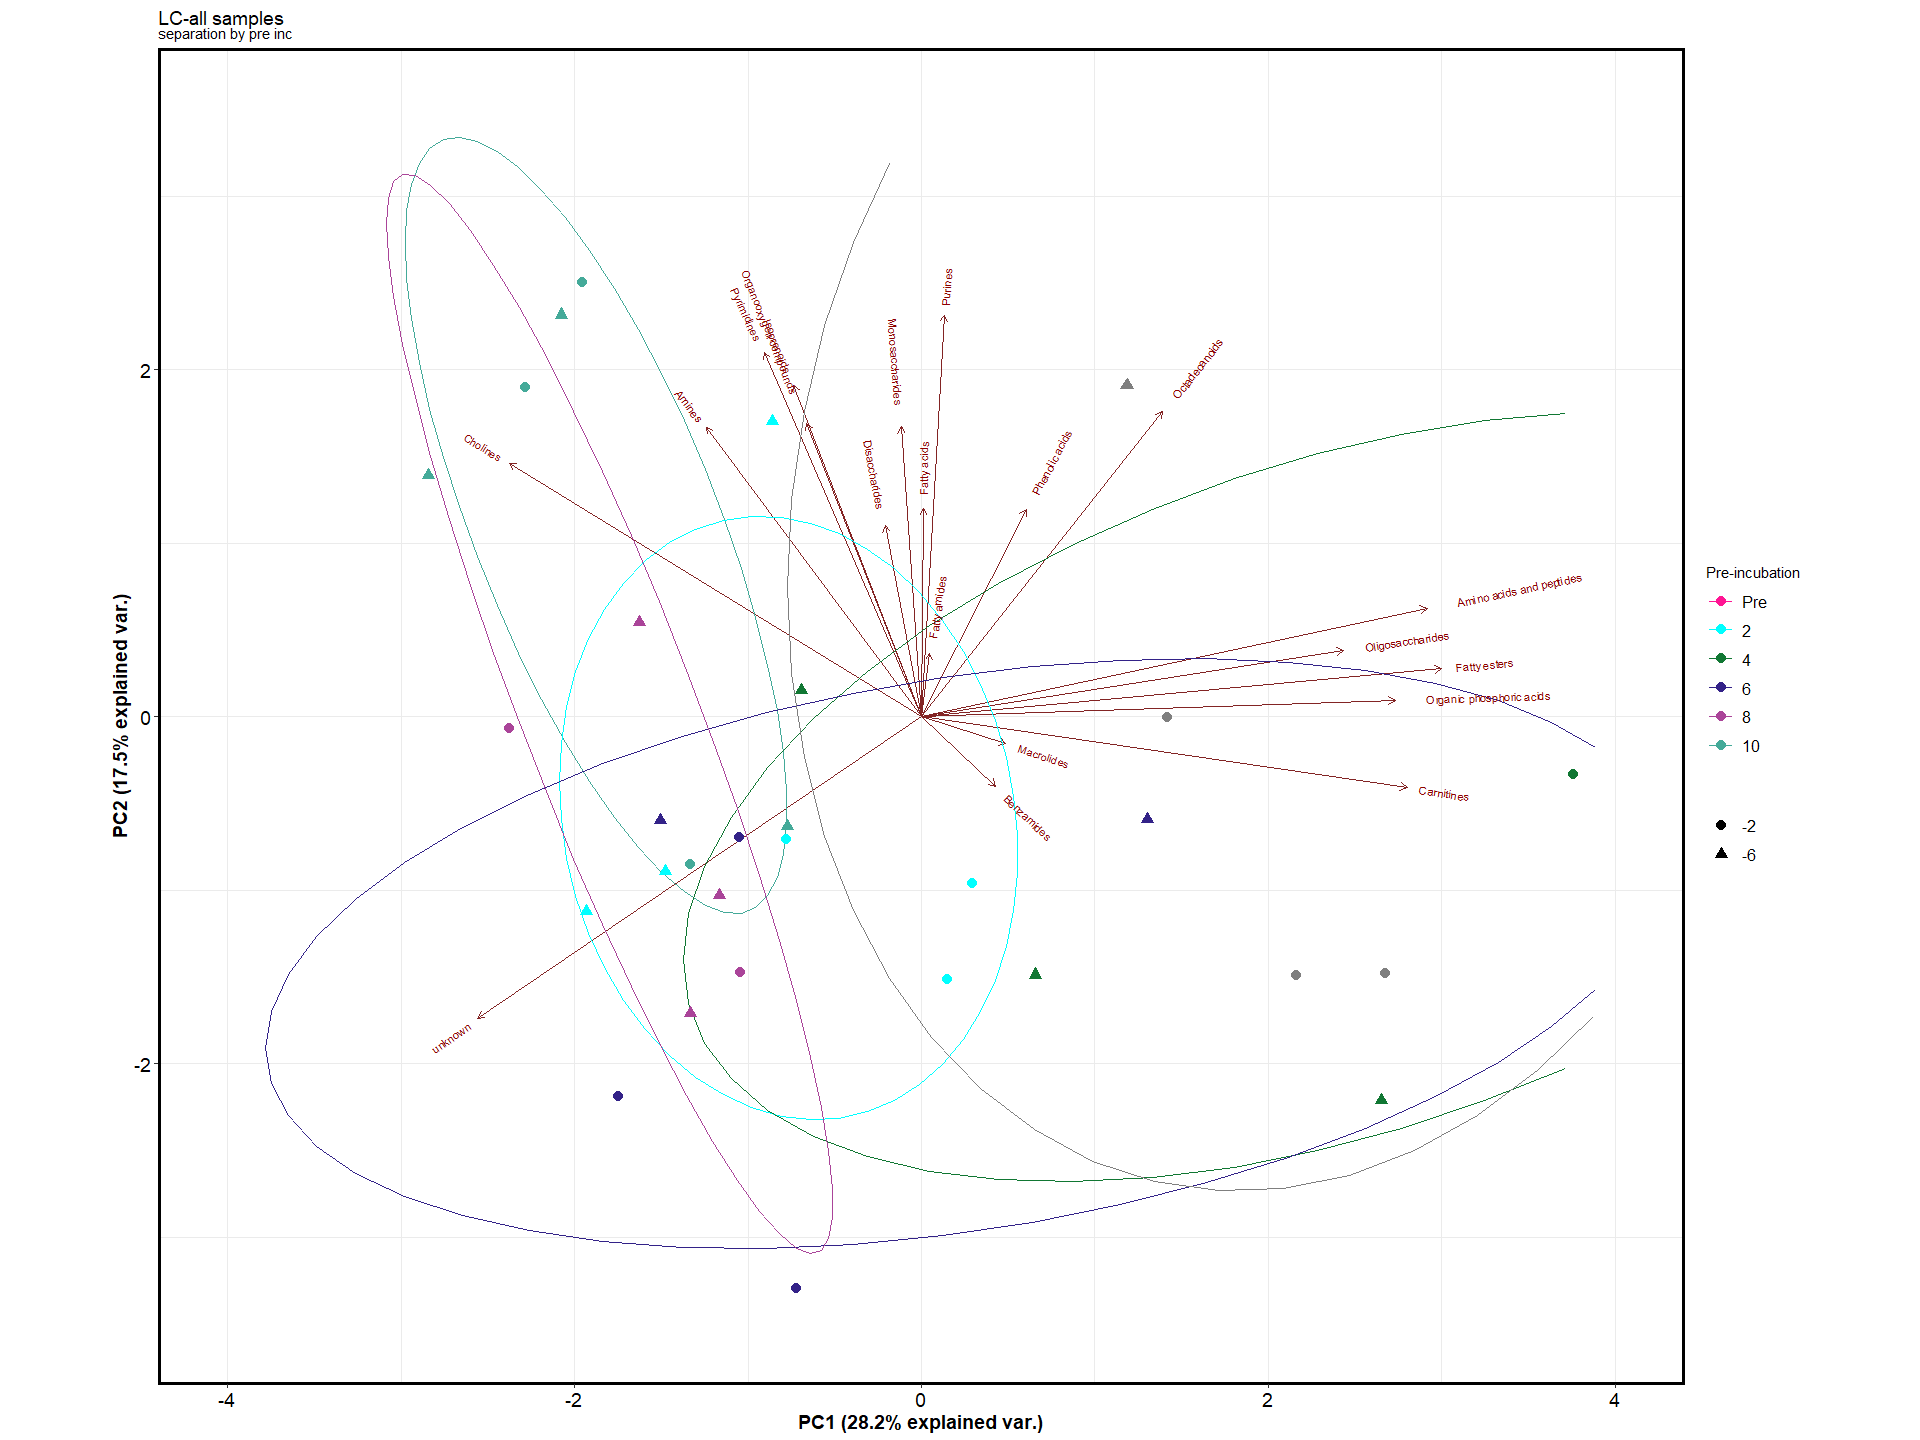 LC-all samples
separation by pre inc
Organooxygen compounds
Pyrimidines
Isoprenoids
Amines
Cholines
Monosaccharides
Disaccharides
Fatty acids
Purines
Fatty amides
Phenolic acids
Octadecanoids
Amino acids and peptides
Oligosaccharides
Fatty esters
Organic phosphoric acids
Macrolides
Carnitines
Benzamides
unknown
2
0
-2
PC2 (17.5% explained var.)
-4
-2
0
2
4
PC1 (28.2% explained var.)
Pre-incubation
Pre
2
4
6
8
10
-2
-6